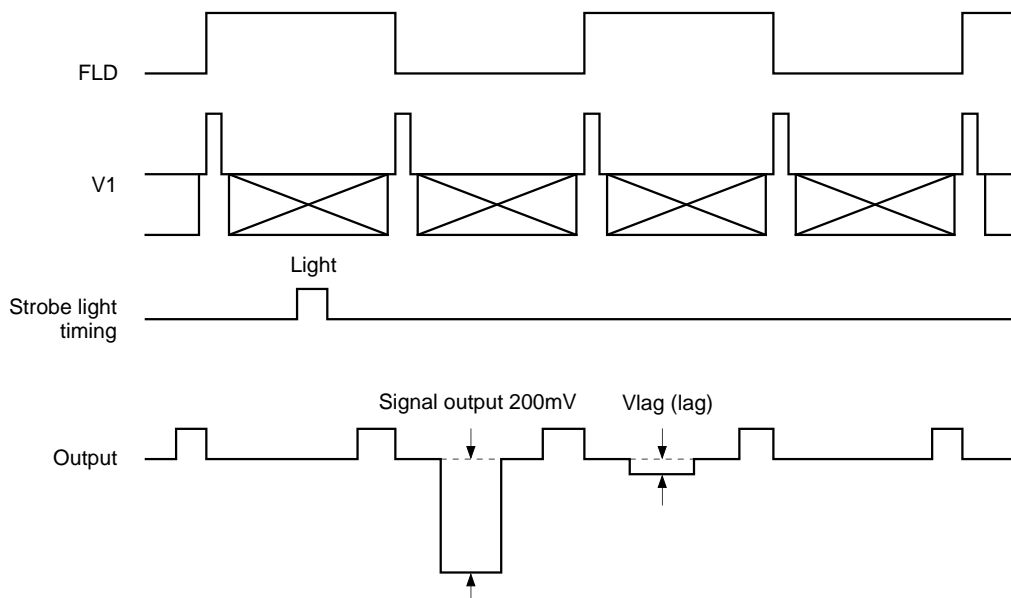 FLD
V1
Light
Strobe light
timing
Signal output 200mV
Vlag (lag)
Output